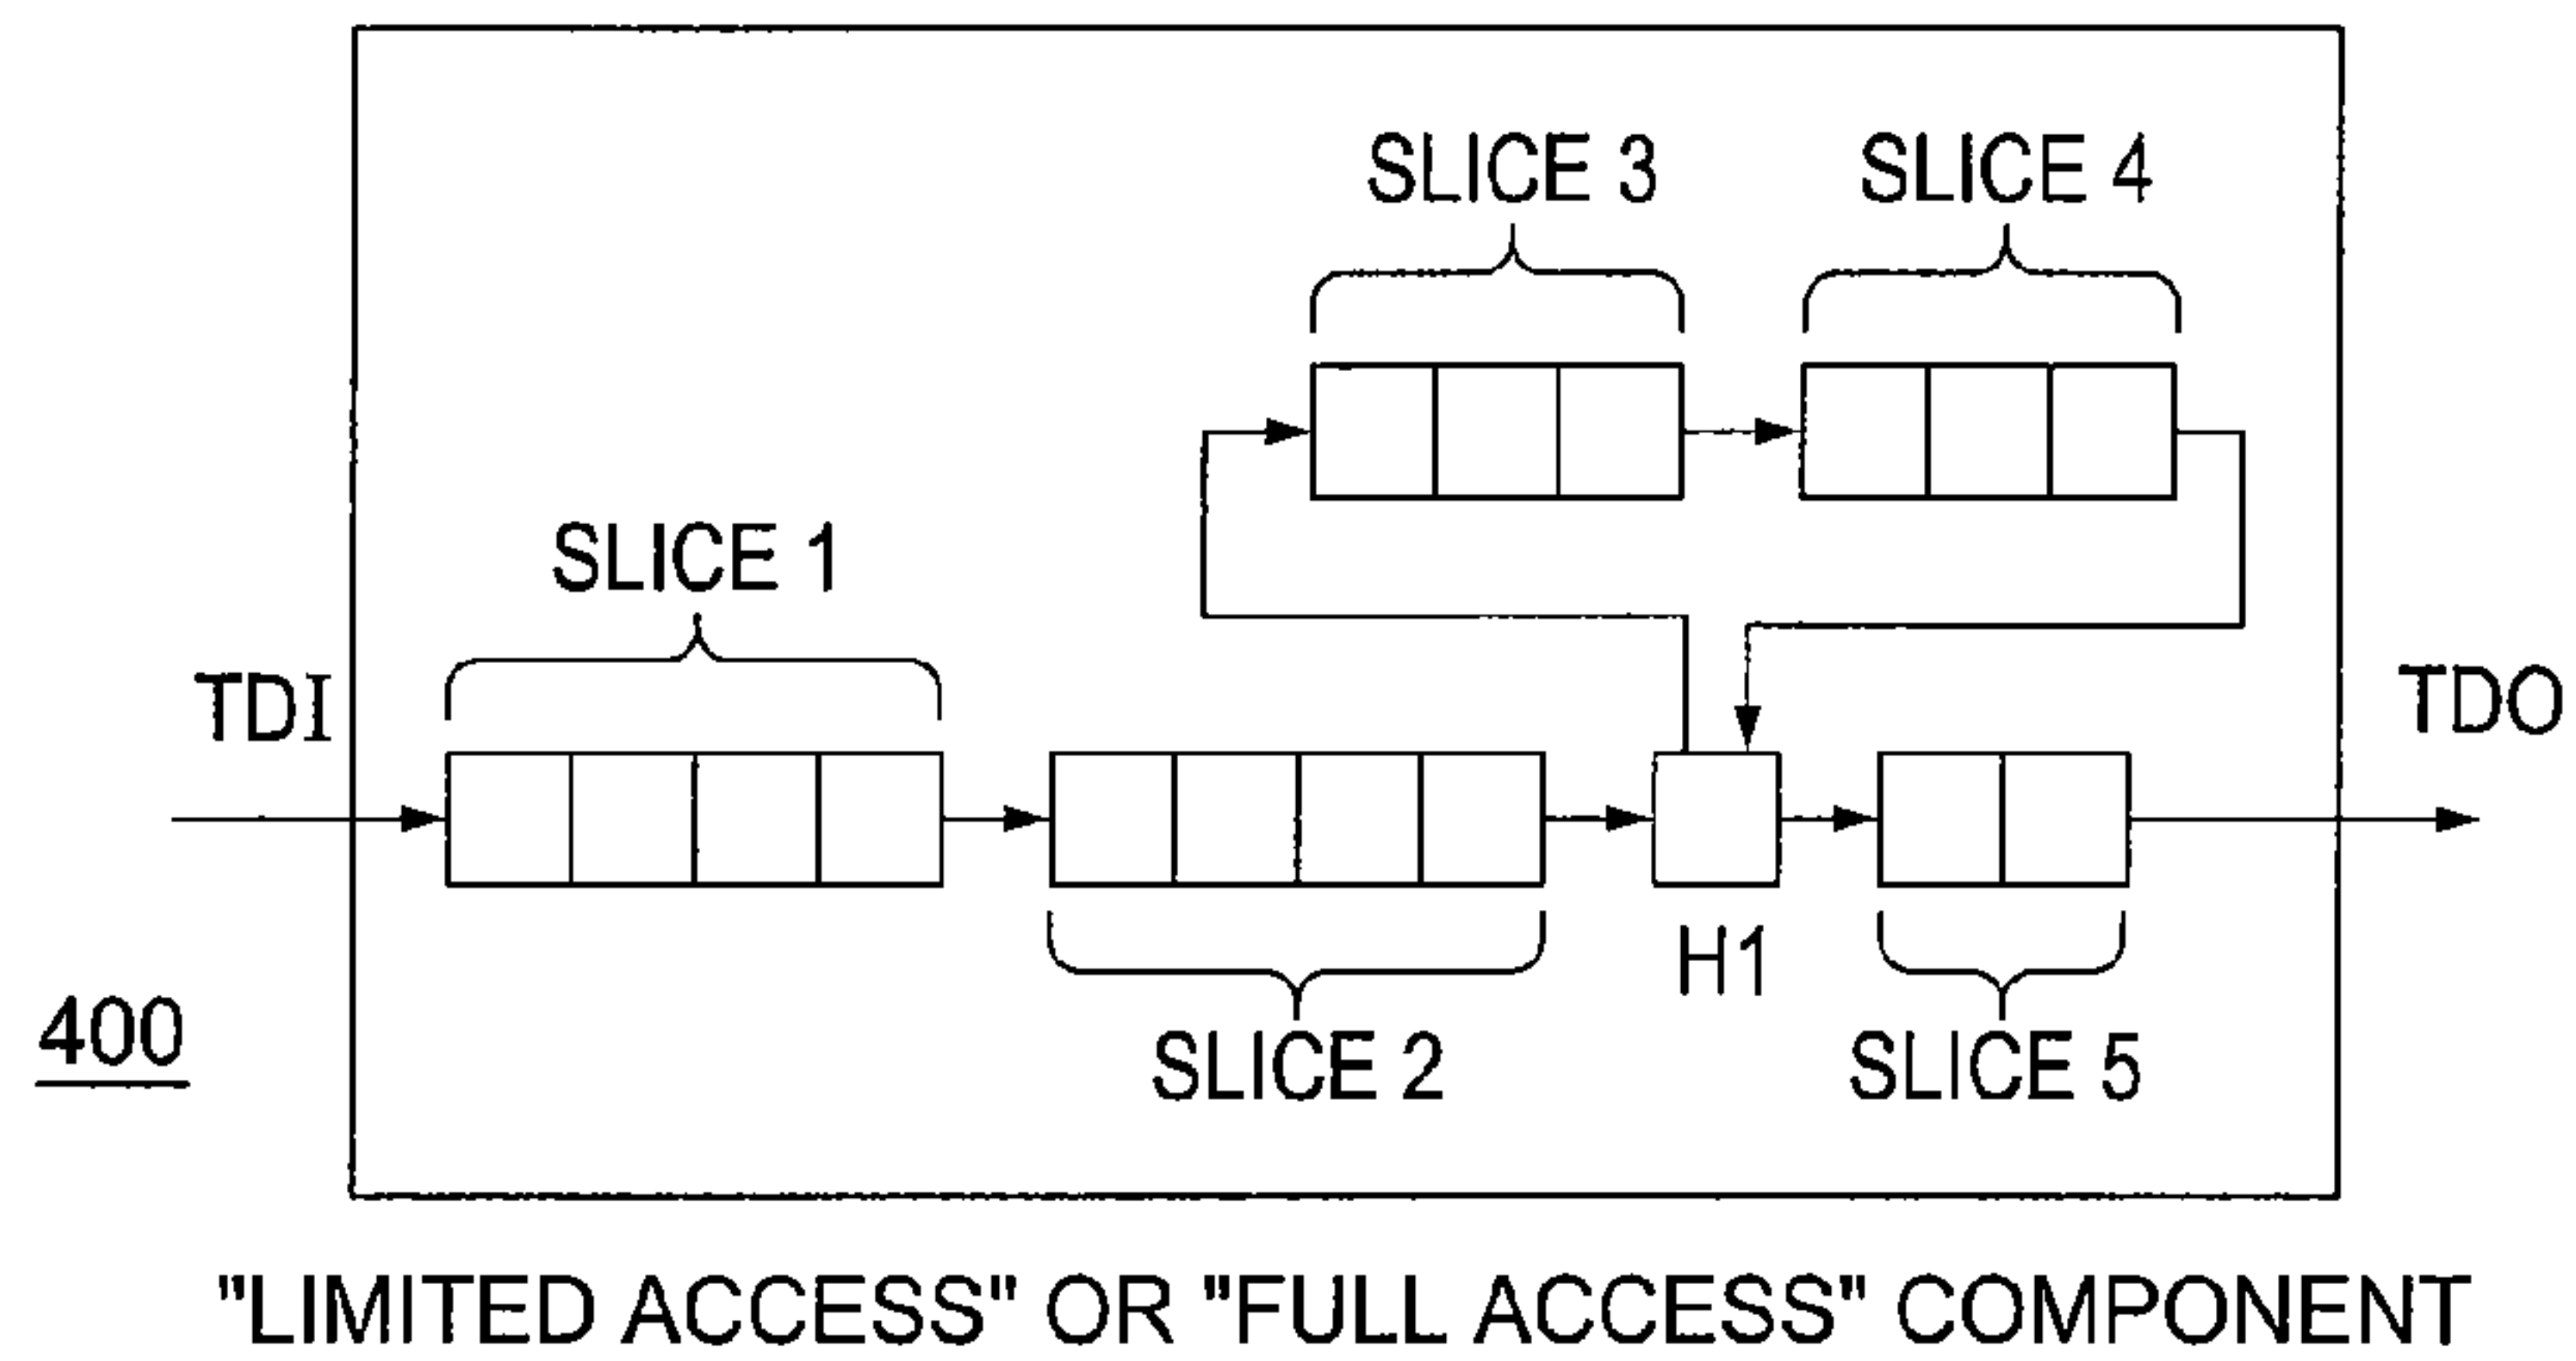 SLICE 3
SLICE 4
SLICE 1
TDI
TDO
H1
400
SLICE 2
SLICE 5
"LIMITED ACCESS" OR "FULL ACCESS" COMPONENT